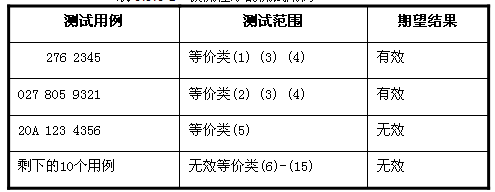 测试用例 测试范围 期望结果
276 2345 等价类(1) (3) (4) 有效
027 805 9321 等价类(2) (3) (4) 有效
20A 123 4356 等价类(5) 无效
剩下的10个用例 无效等价类(6)-(15) 无效